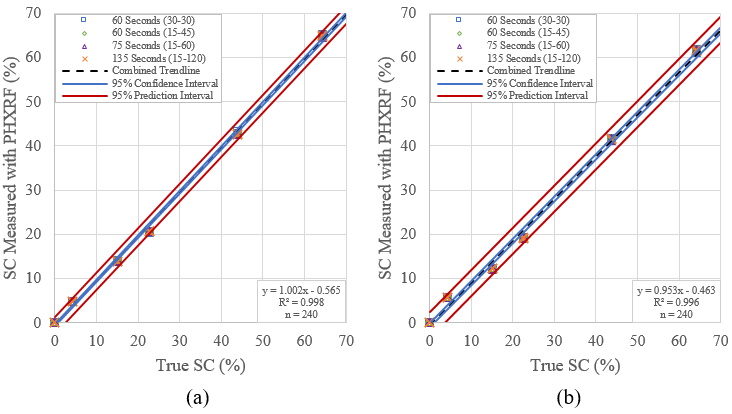 70
60
50
40
30
20
10
0
SC Measured with PHXRF (%)
60 Seconds (30-30)
60 Seconds (15-45)
75 Seconds (15-60)
135 Seconds (15-120)
Combined Trendline
95% Confidence Interval
95% Prediction Interval
y = 1.002x - 0.565
R² = 0.998
n = 240
0 10 20 30 40 50 60 70
True SC (%)
(a)
70
60
50
40
30
20
10
0
SC Measured with PHXRF (%)
60 Seconds (30-30)
60 Seconds (15-45)
75 Seconds (15-60)
135 Seconds (15-120)
Combined Trendline
95% Confidence Interval
95% Prediction Interval
y = 0.953x - 0.463
R² = 0.996
n = 240
0 10 20 30 40 50 60 70
True SC (%)
(b)